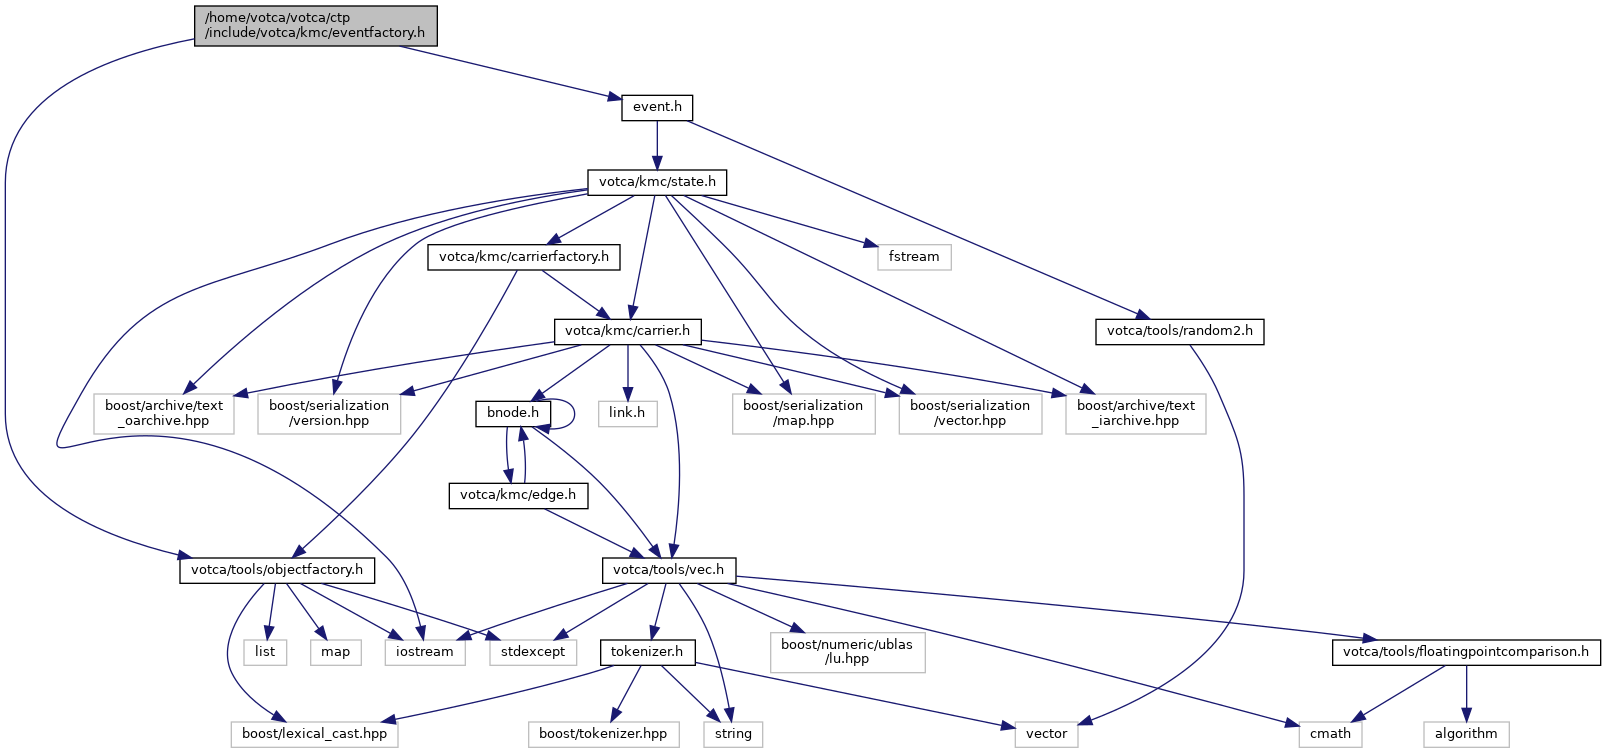 /home/votca/votca/ctp
/include/votca/kmc/eventfactory.h
event.h
votca/kmc/state.h
votca/kmc/carrierfactory.h
fstream
votca/kmc/carrier.h
votca/tools/random2.h
boost/archive/text
_oarchive.hpp
boost/serialization
/version.hpp
bnode.h
link.h
boost/serialization
/map.hpp
boost/serialization
/vector.hpp
boost/archive/text
_iarchive.hpp
votca/kmc/edge.h
votca/tools/objectfactory.h
votca/tools/vec.h
list
map
iostream
stdexcept
tokenizer.h
boost/numeric/ublas
/lu.hpp
votca/tools/floatingpointcomparison.h
boost/lexical_cast.hpp
boost/tokenizer.hpp
string
vector
cmath
algorithm